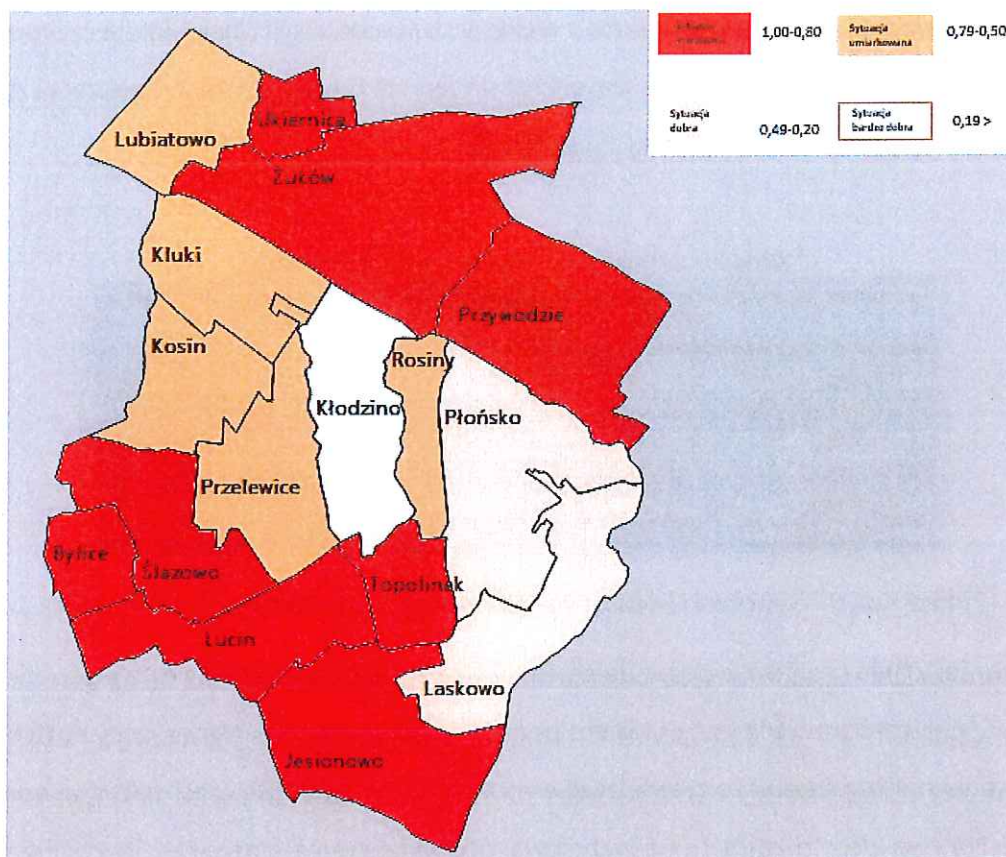 1,00-0,80
Sytuacja
umiarkowana
0,79-0,50
Sytuacja
dobra
0,49-0,20
Sytuacja
bardzo dobra
0,19 >
Lubiatowo
Ukiernica
Żuków
Kluki
Przywodzie
Kosin
Rosiny
Kłodzino
Płońsko
Przelewice
Bylice
Ślazowo
Topolinek
Lucin
Laskowo
Jesionowo